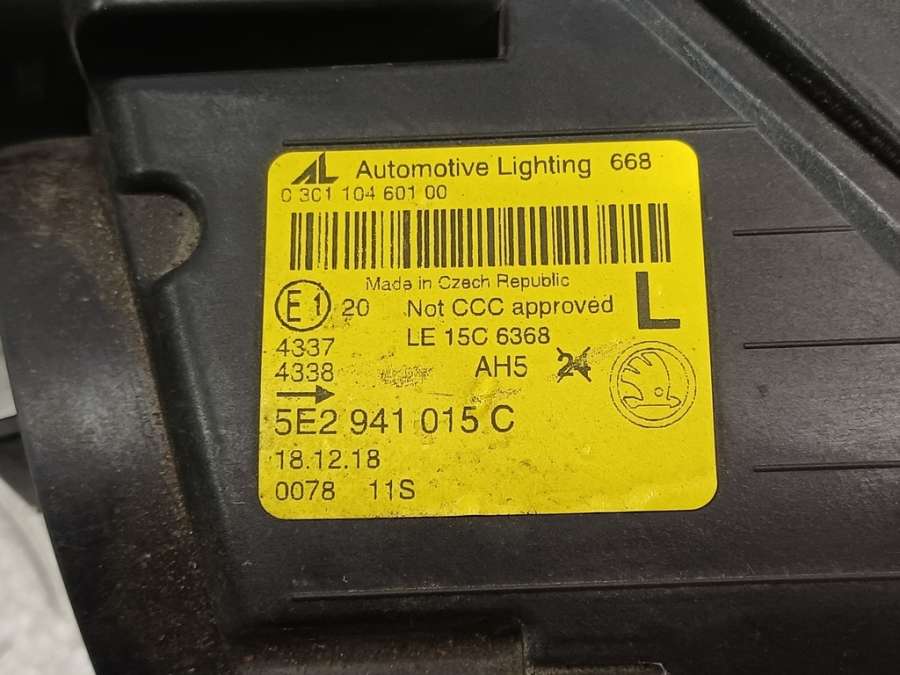 AL Automotive Lighting 668
0 301 104 601 00
Made in Czech Republic
E1 20 Not CCC approved L
LE 15C 6368
4337
4338 AH5 24
5E2 941 015 C
18.12.18
0078 11S